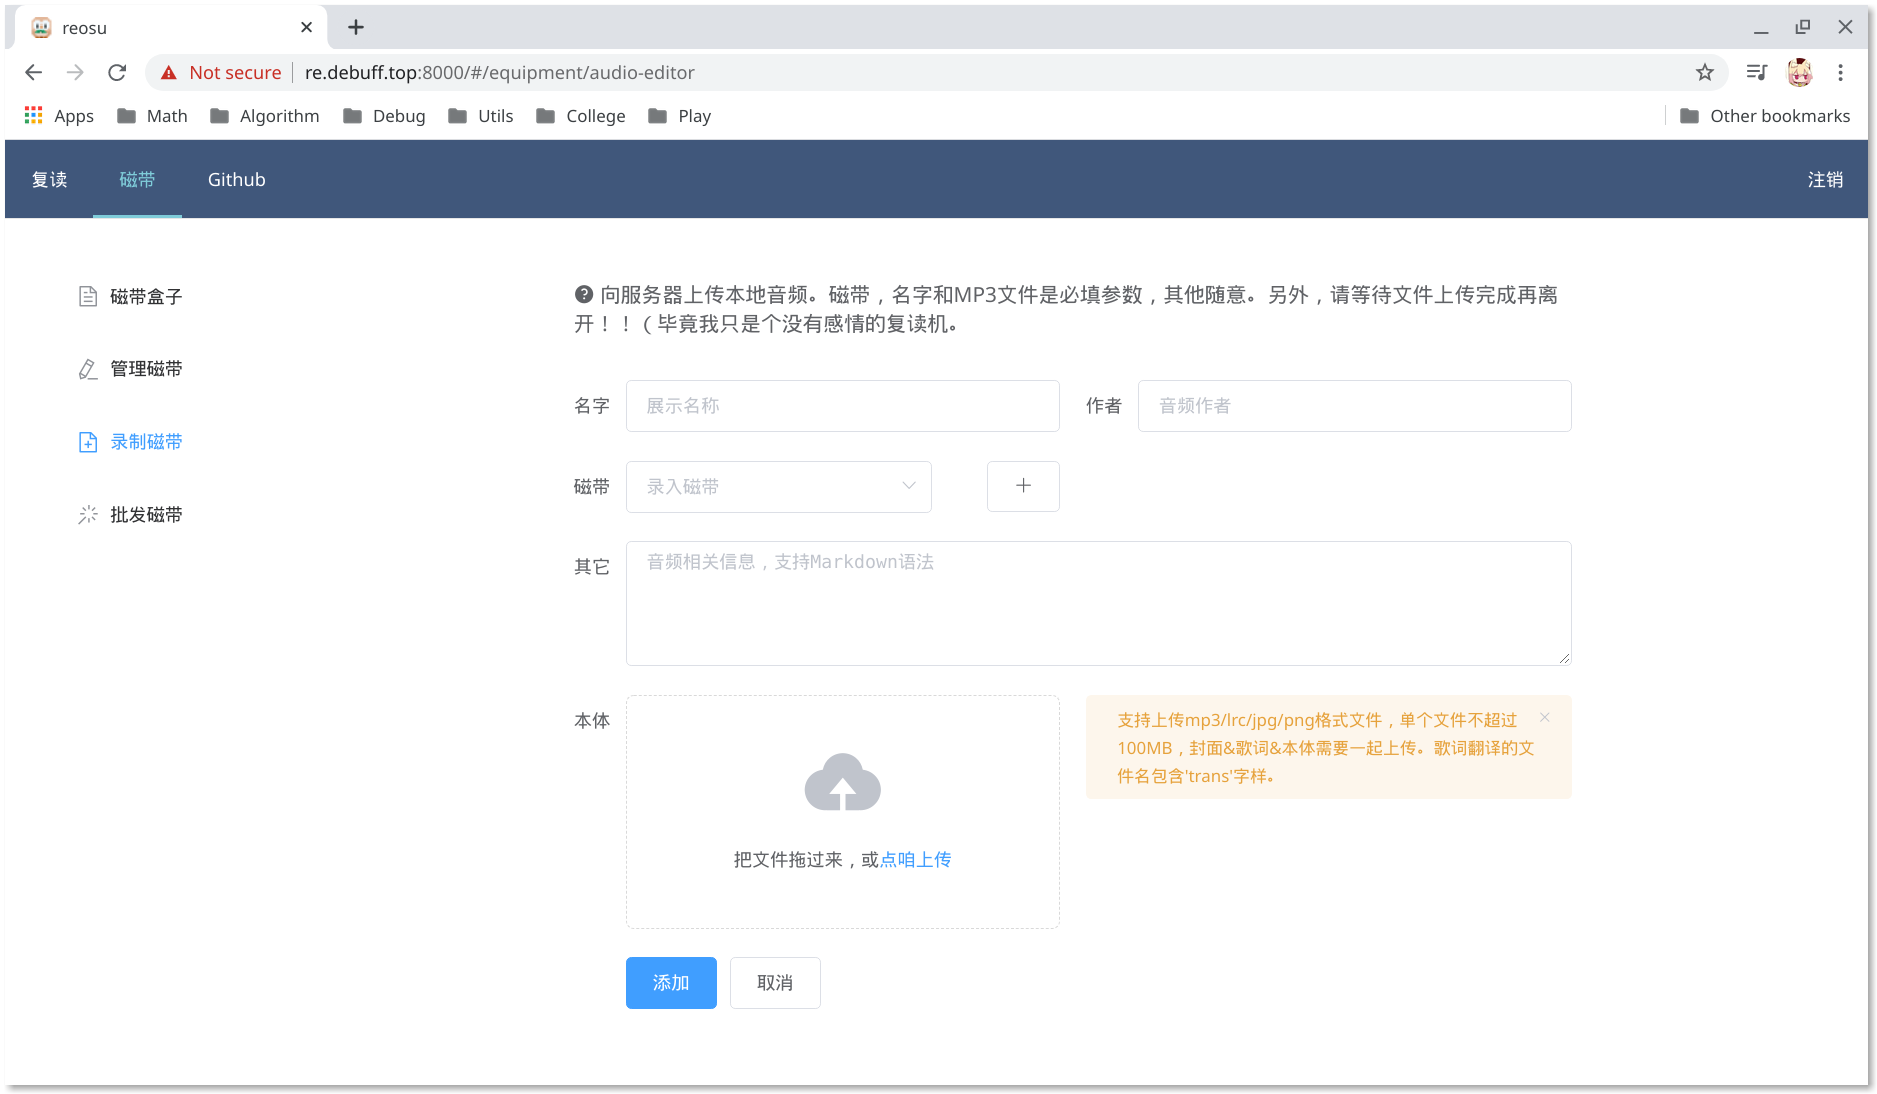 reosu
Not secure
re.debuff.top:8000/#/equipment/audio-editor
Apps
Math
Algorithm
Debug
Utils
College
Play
Other bookmarks
复读
磁带
Github
注销
磁带盒子
管理磁带
录制磁带
批发磁带
向服务器上传本地音频。磁带，名字和MP3文件是必填参数，其他随意。另外，请等待文件上传完成再离
开！！（毕竟我只是个没有感情的复读机。
名字
展示名称
作者
音频作者
磁带
录入磁带
其它
音频相关信息，支持Markdown语法
本体
把文件拖过来，或点咱上传
支持上传mp3/lrc/jpg/png格式文件，单个文件不超过
100MB，封面&歌词&本体需要一起上传。歌词翻译的文
件名包含'trans'字样。
添加
取消